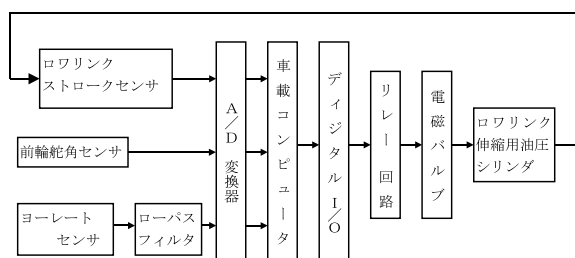 ロワリンク
ストロークセンサ
前輪舵角センサ
ヨーレート
センサ
ローパス
フィルタ
A/D変換器
車載コンピュータ
ディジタルI/O
リレー回路
電磁バルブ
ロワリンク
伸縮用油圧
シリンダ